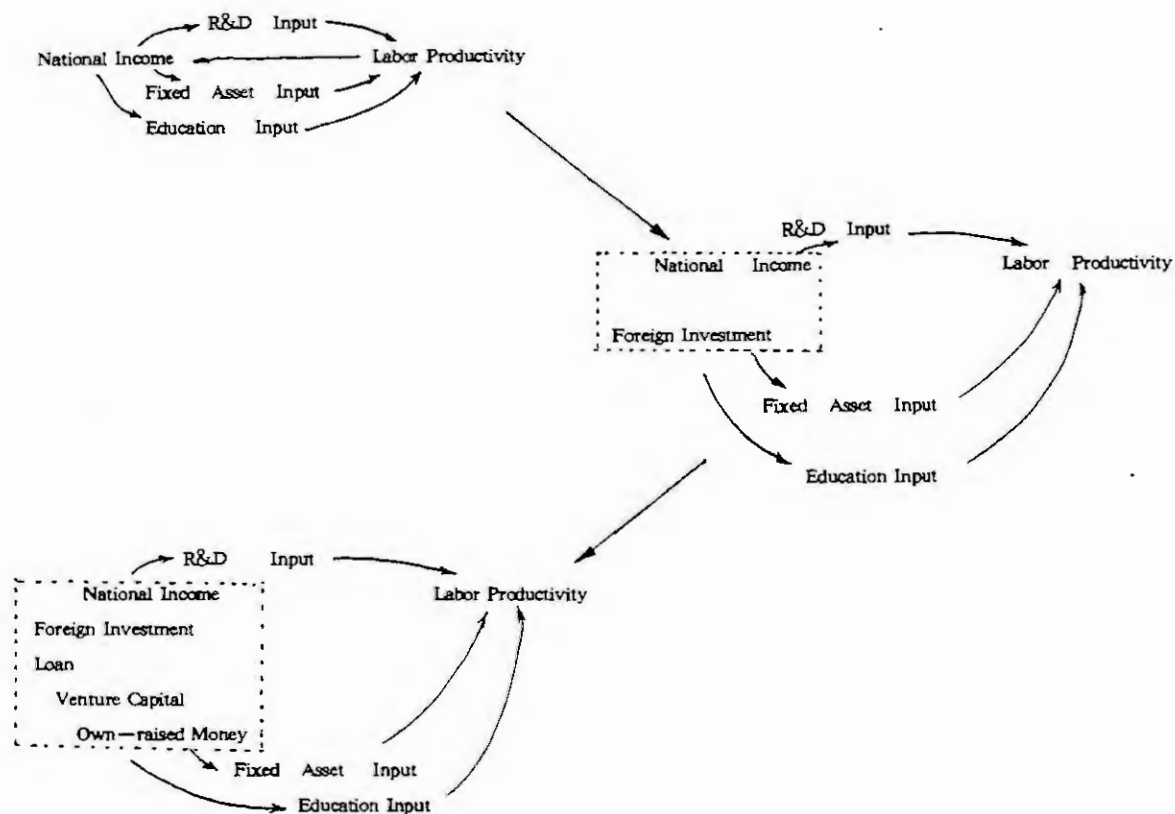 R&D Input
National Income Labor Productivity
Fixed Asset Input
Education Input
R&D Input
National Income Labor Productivity
Foreign Investment
Fixed Asset Input
Education Input
R&D Input
National Income Labor Productivity
Foreign Investment
Loan
Venture Capital
Own—raised Money
Fixed Asset Input
Education Input